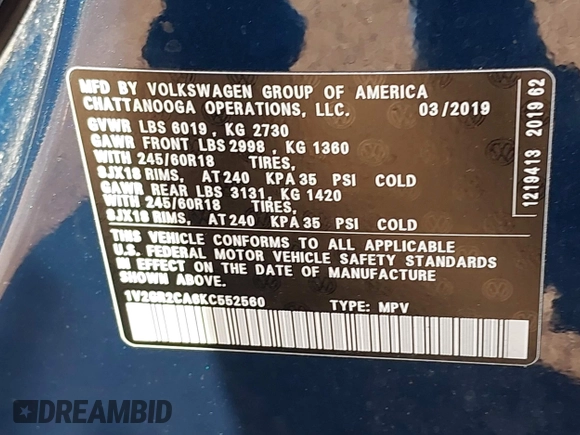 MFD BY VOLKSWAGEN GROUP OF AMERICA
CHATTANOOGA OPERATIONS, LLC. 03/2019
GVWR LBS 6019, KG 2730
GAWR FRONT LBS 2998, KG 1360
WITH 245/60R18 TIRES,
8JX18 RIMS, AT 240 KPA 35 PSI COLD
GAWR REAR LBS 3131, KG 1420
WITH 245/60R18 TIRES,
8JX18 RIMS, AT 240 KPA 35 PSI COLD
THIS VEHICLE CONFORMS TO ALL APPLICABLE
U.S. FEDERAL MOTOR VEHICLE SAFETY STANDARDS
IN EFFECT ON THE DATE OF MANUFACTURE
SHOWN ABOVE.
1V2GR2CA6KC552560 TYPE: MPV
1219413 2019 62
DREAMBID